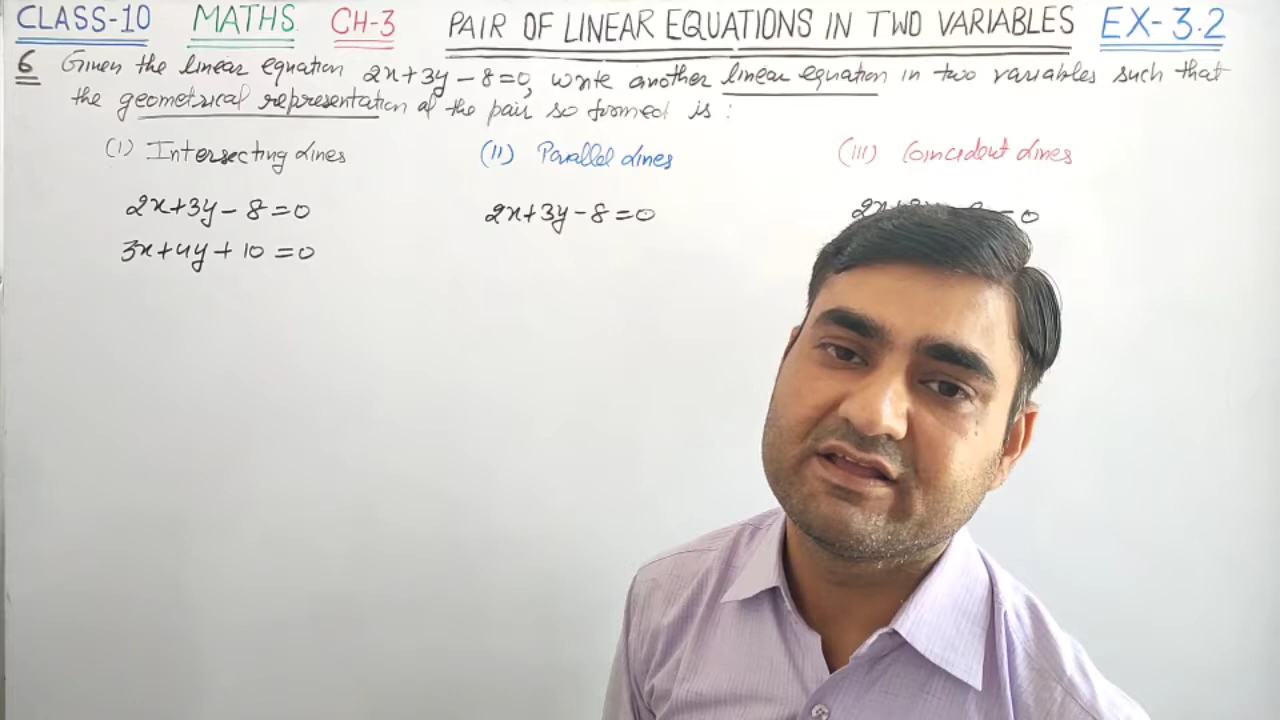 CLASS-10 MATHS CH-3 PAIR OF LINEAR EQUATIONS IN TWO VARIABLES EX-3.2
6 Given the linear equation 2x+3y-8=0, write another linear equation in two variables such that
the geometrical representation of the pair so formed is :
(i) Intersecting Lines (ii) Parallel Lines (iii) Coincident Lines
2x+3y-8=0 2x+3y-8=0 =0
3x+4y+10=0